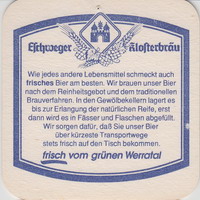 Eschweger Klosterbräu
Wie jedes andere Lebensmittel schmeckt auch
frisches Bier am besten. Wir brauen unser Bier
nach dem Reinheitsgebot und dem traditionellen
Brauverfahren. In den Gewölbekellern lagert es
bis zur Erlangung der natürlichen Reife, erst
dann wird es in Fässer und Flaschen abgefüllt.
Wir sorgen dafür, daß Sie unser Bier
über kürzeste Transportwege
stets frisch auf den Tisch bekommen.
frisch vom grünen Werratal